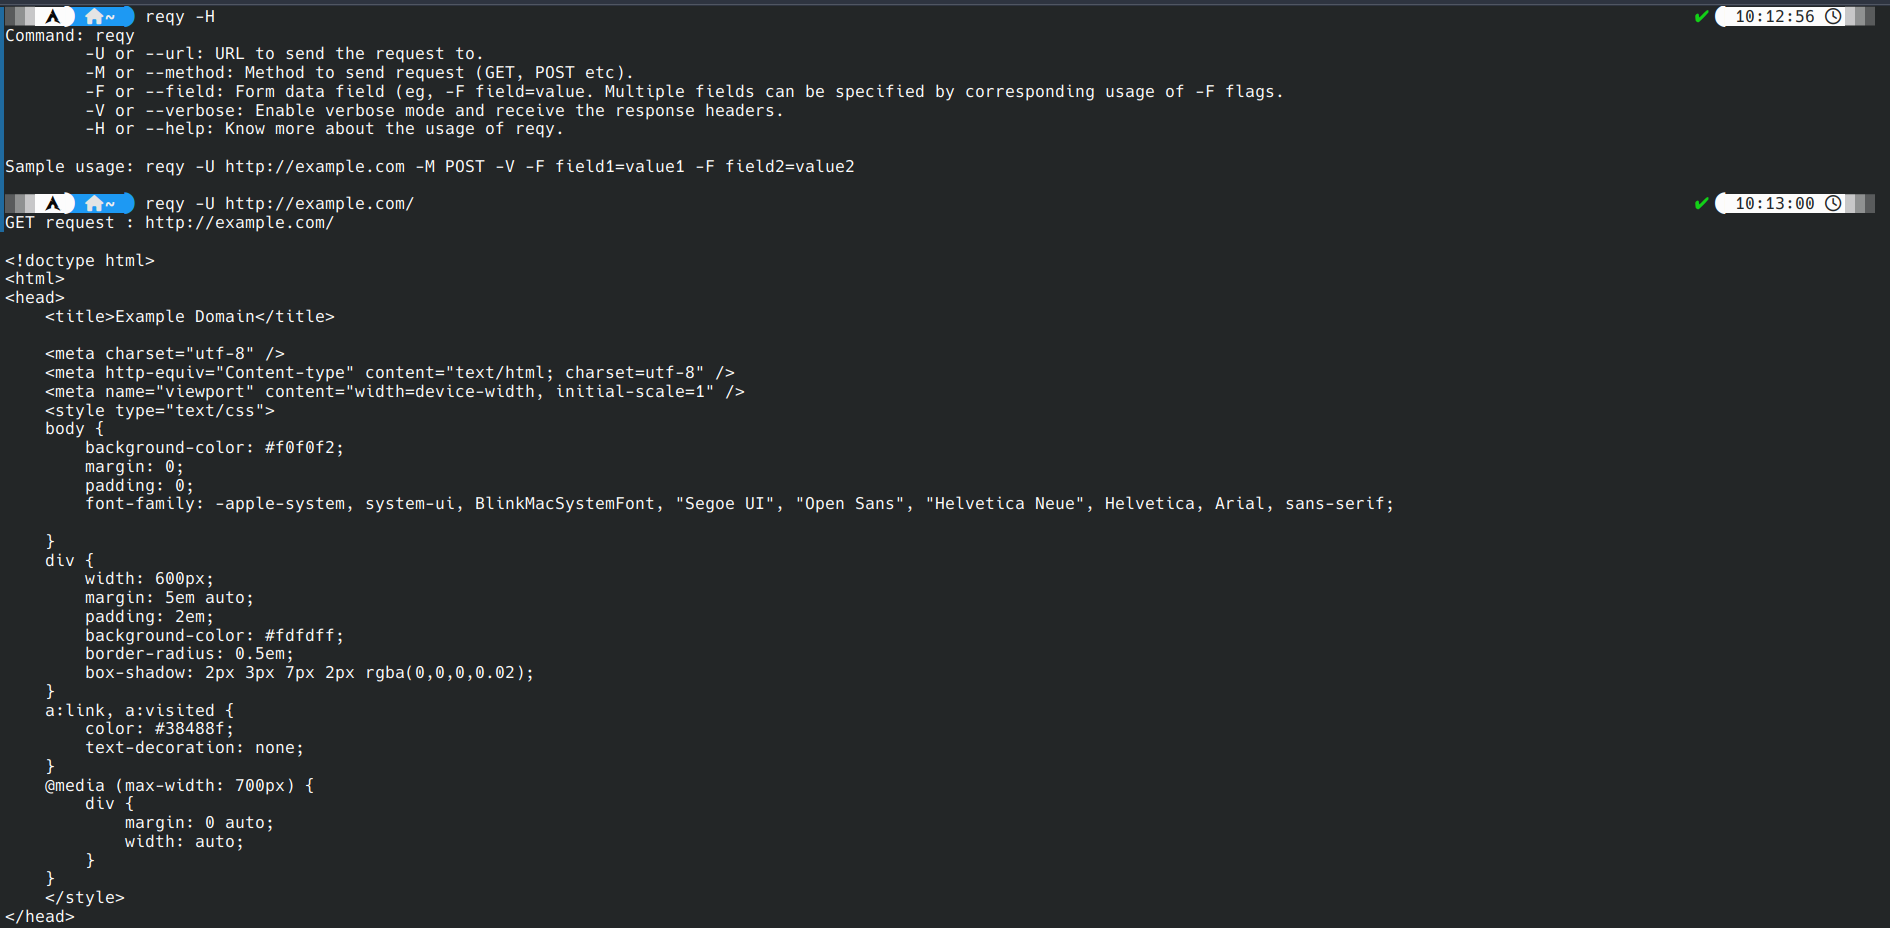 ~ reqy -H ✔ 10:12:56
Command: reqy
        -U or --url: URL to send the request to.
        -M or --method: Method to send request (GET, POST etc).
        -F or --field: Form data field (eg, -F field=value. Multiple fields can be specified by corresponding usage of -F flags.
        -V or --verbose: Enable verbose mode and receive the response headers.
        -H or --help: Know more about the usage of reqy.

Sample usage: reqy -U http://example.com -M POST -V -F field1=value1 -F field2=value2

~ reqy -U http://example.com/ ✔ 10:13:00
GET request : http://example.com/

<!doctype html>
<html>
<head>
    <title>Example Domain</title>

    <meta charset="utf-8" />
    <meta http-equiv="Content-type" content="text/html; charset=utf-8" />
    <meta name="viewport" content="width=device-width, initial-scale=1" />
    <style type="text/css">
    body {
        background-color: #f0f0f2;
        margin: 0;
        padding: 0;
        font-family: -apple-system, system-ui, BlinkMacSystemFont, "Segoe UI", "Open Sans", "Helvetica Neue", Helvetica, Arial, sans-serif;

    }
    div {
        width: 600px;
        margin: 5em auto;
        padding: 2em;
        background-color: #fdfdff;
        border-radius: 0.5em;
        box-shadow: 2px 3px 7px 2px rgba(0,0,0,0.02);
    }
    a:link, a:visited {
        color: #38488f;
        text-decoration: none;
    }
    @media (max-width: 700px) {
        div {
            margin: 0 auto;
            width: auto;
        }
    }
    </style>
</head>